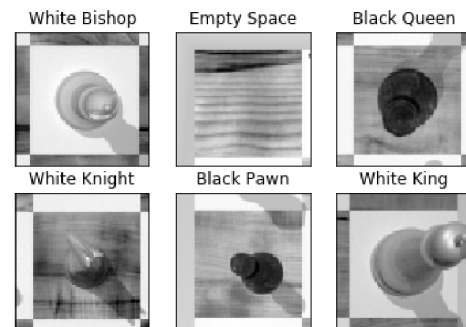 White Bishop
Empty Space
Black Queen
White Knight
Black Pawn
White King